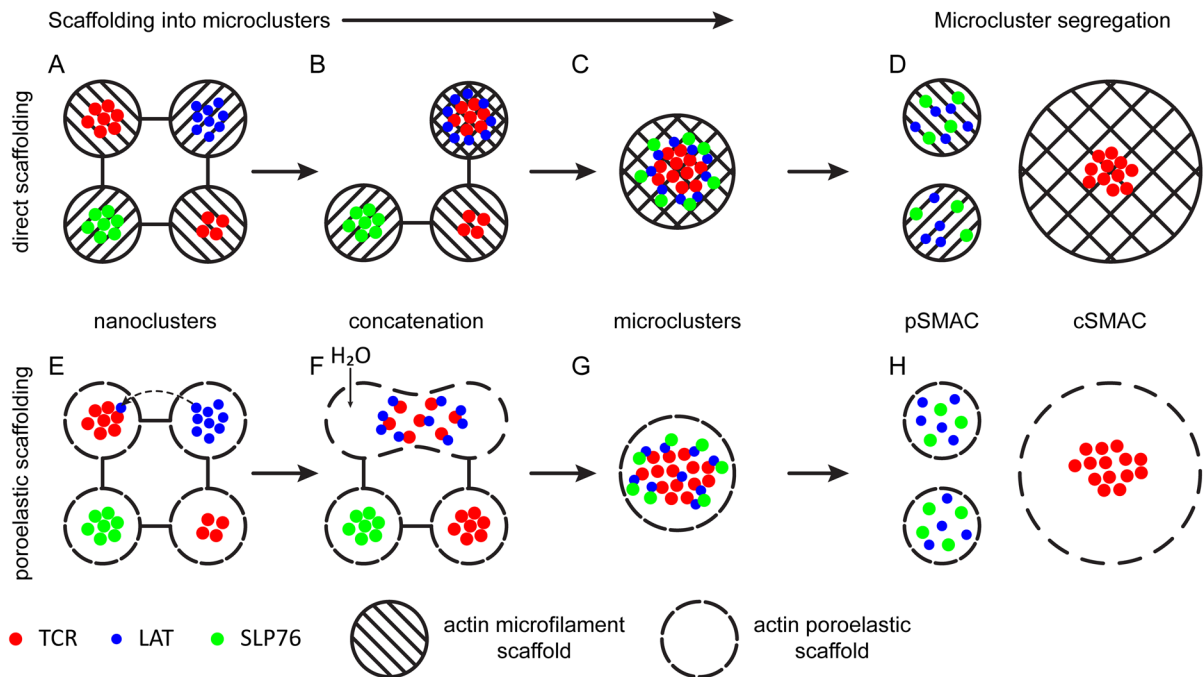 Scaffolding into microclusters
Microcluster segregation
A
B
C
D
direct scaffolding
nanoclusters
concatenation
microclusters
pSMAC
cSMAC
E
F
G
H
H₂O
poroelastic scaffolding
TCR
LAT
SLP76
actin microfilament
scaffold
actin poroelastic
scaffold